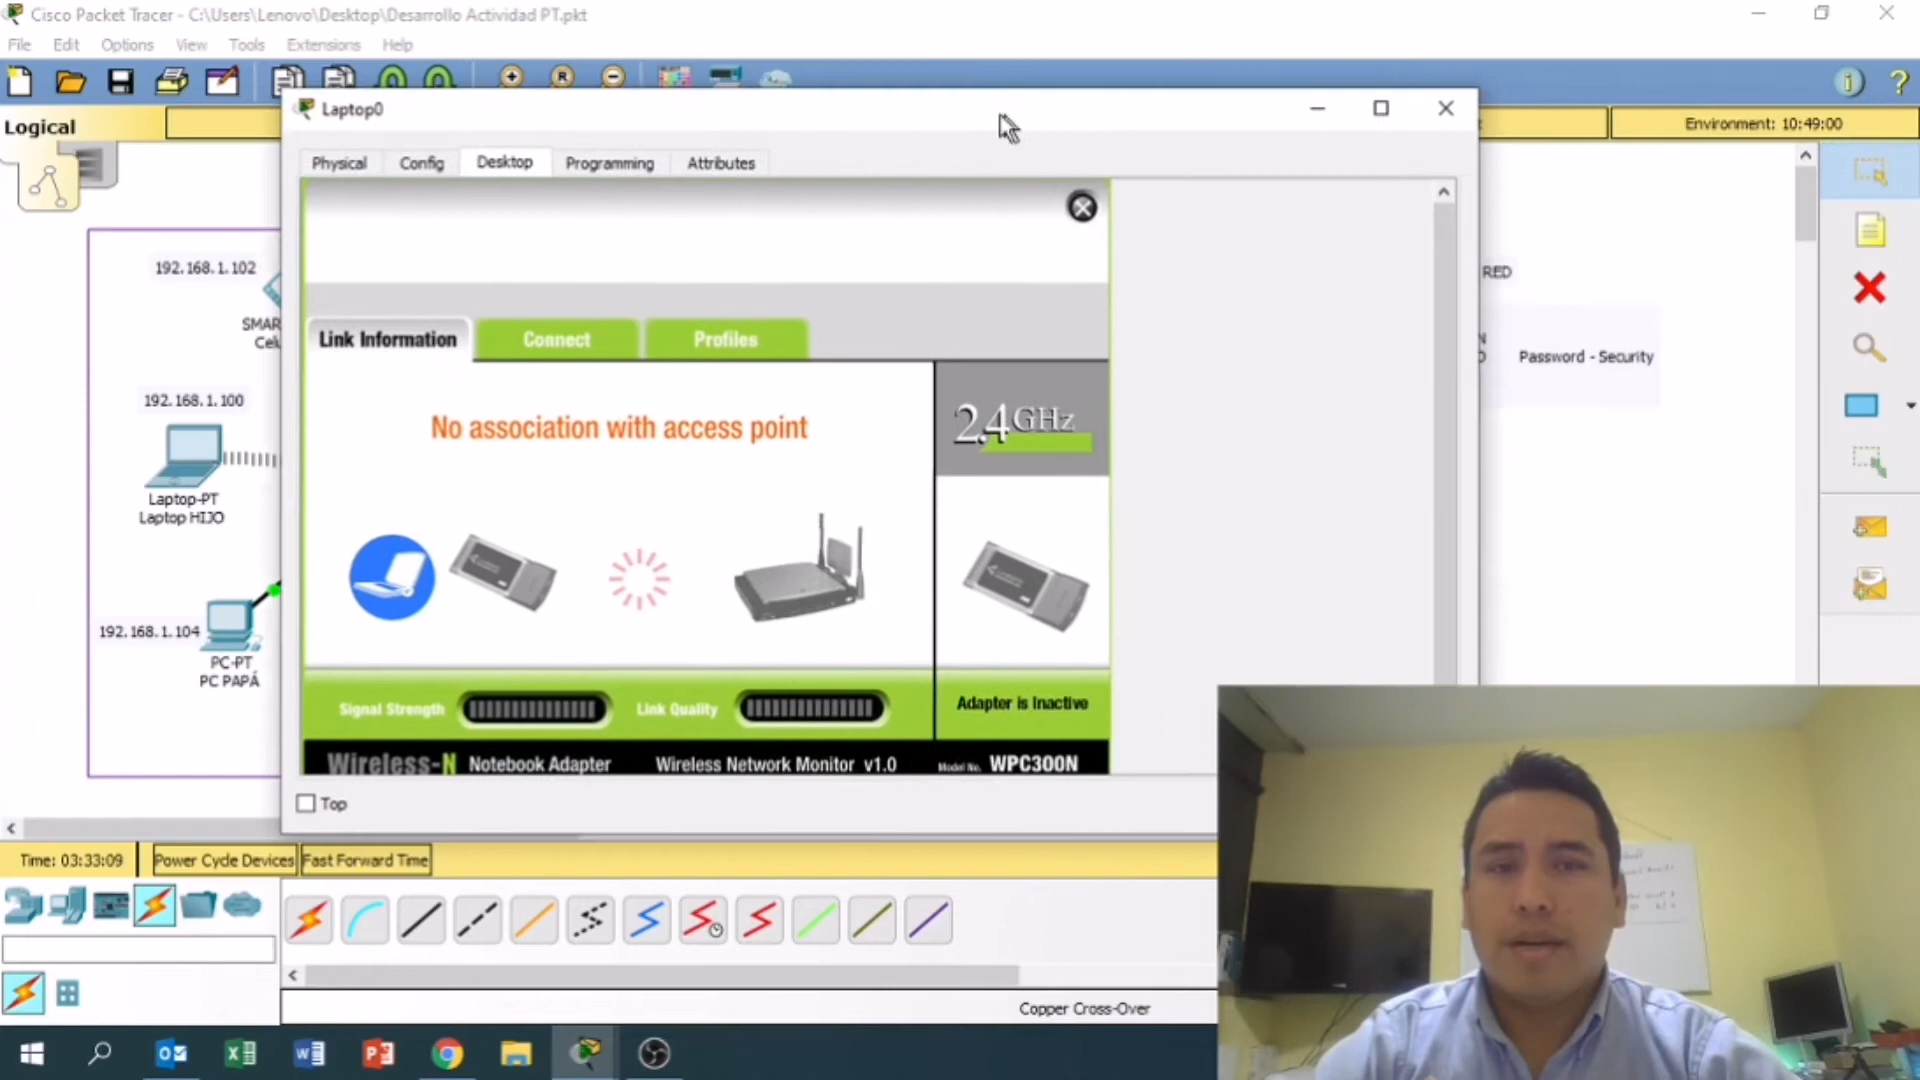 Cisco Packet Tracer - C:\Users\Lenovo\Desktop\Desarrollo Actividad PT.pkt
File Edit Options View Tools Extensions Help
Logical
Environment: 10:49:00
Laptop0
Physical Config Desktop Programming Attributes
Link Information Connect Profiles
No association with access point
2.4GHz
Signal Strength
Link Quality
Adapter is Inactive
Wireless-N Notebook Adapter Wireless Network Monitor v1.0 Model No. WPC300N
Top
192.168.1.102
SMAR
Celu
192.168.1.100
Laptop-PT
Laptop HIJO
192.168.1.104
PC-PT
PC PAPÁ
RED
Password - Security
Time: 03:33:09 Power Cycle Devices Fast Forward Time
Copper Cross-Over